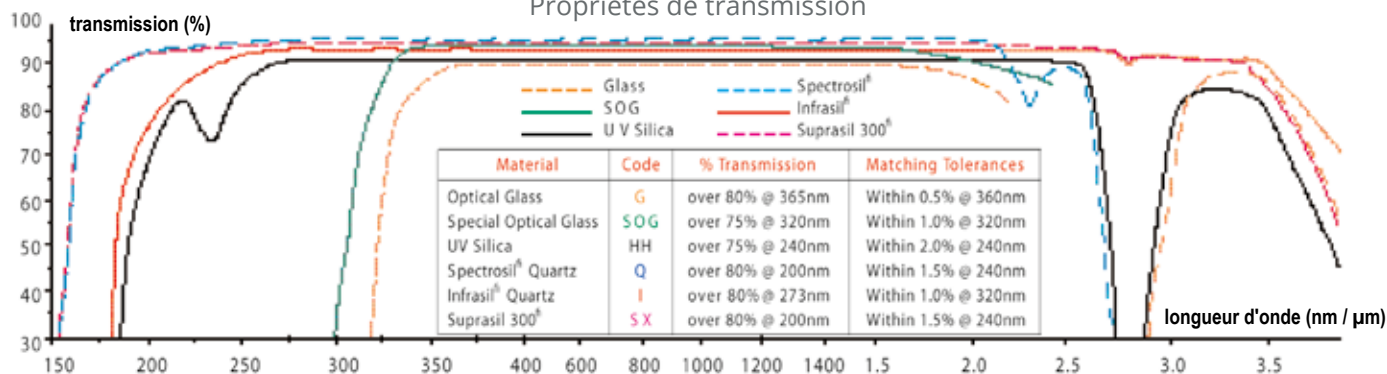 Propriétés de transmission
transmission (%)
100
90
80
70
60
50
40
30
Glass
SOG
UV Silica
Spectrosil®
Infrasil®
Suprasil 300®
Material Code % Transmission Matching Tolerances
Optical Glass G over 80% @ 365nm Within 0.5% @ 360nm
Special Optical Glass SOG over 75% @ 320nm Within 1.0% @ 320nm
UV Silica HH over 75% @ 240nm Within 2.0% @ 240nm
Spectrosil® Quartz Q over 80% @ 200nm Within 1.5% @ 240nm
Infrasil® Quartz I over 80% @ 273nm Within 1.0% @ 320nm
Suprasil 300® SX over 80% @ 200nm Within 1.5% @ 240nm
longueur d'onde (nm / µm)
150 200 250 300 350 400 600 800 1000 1200 1400 1.5 2.0 2.5 3.0 3.5